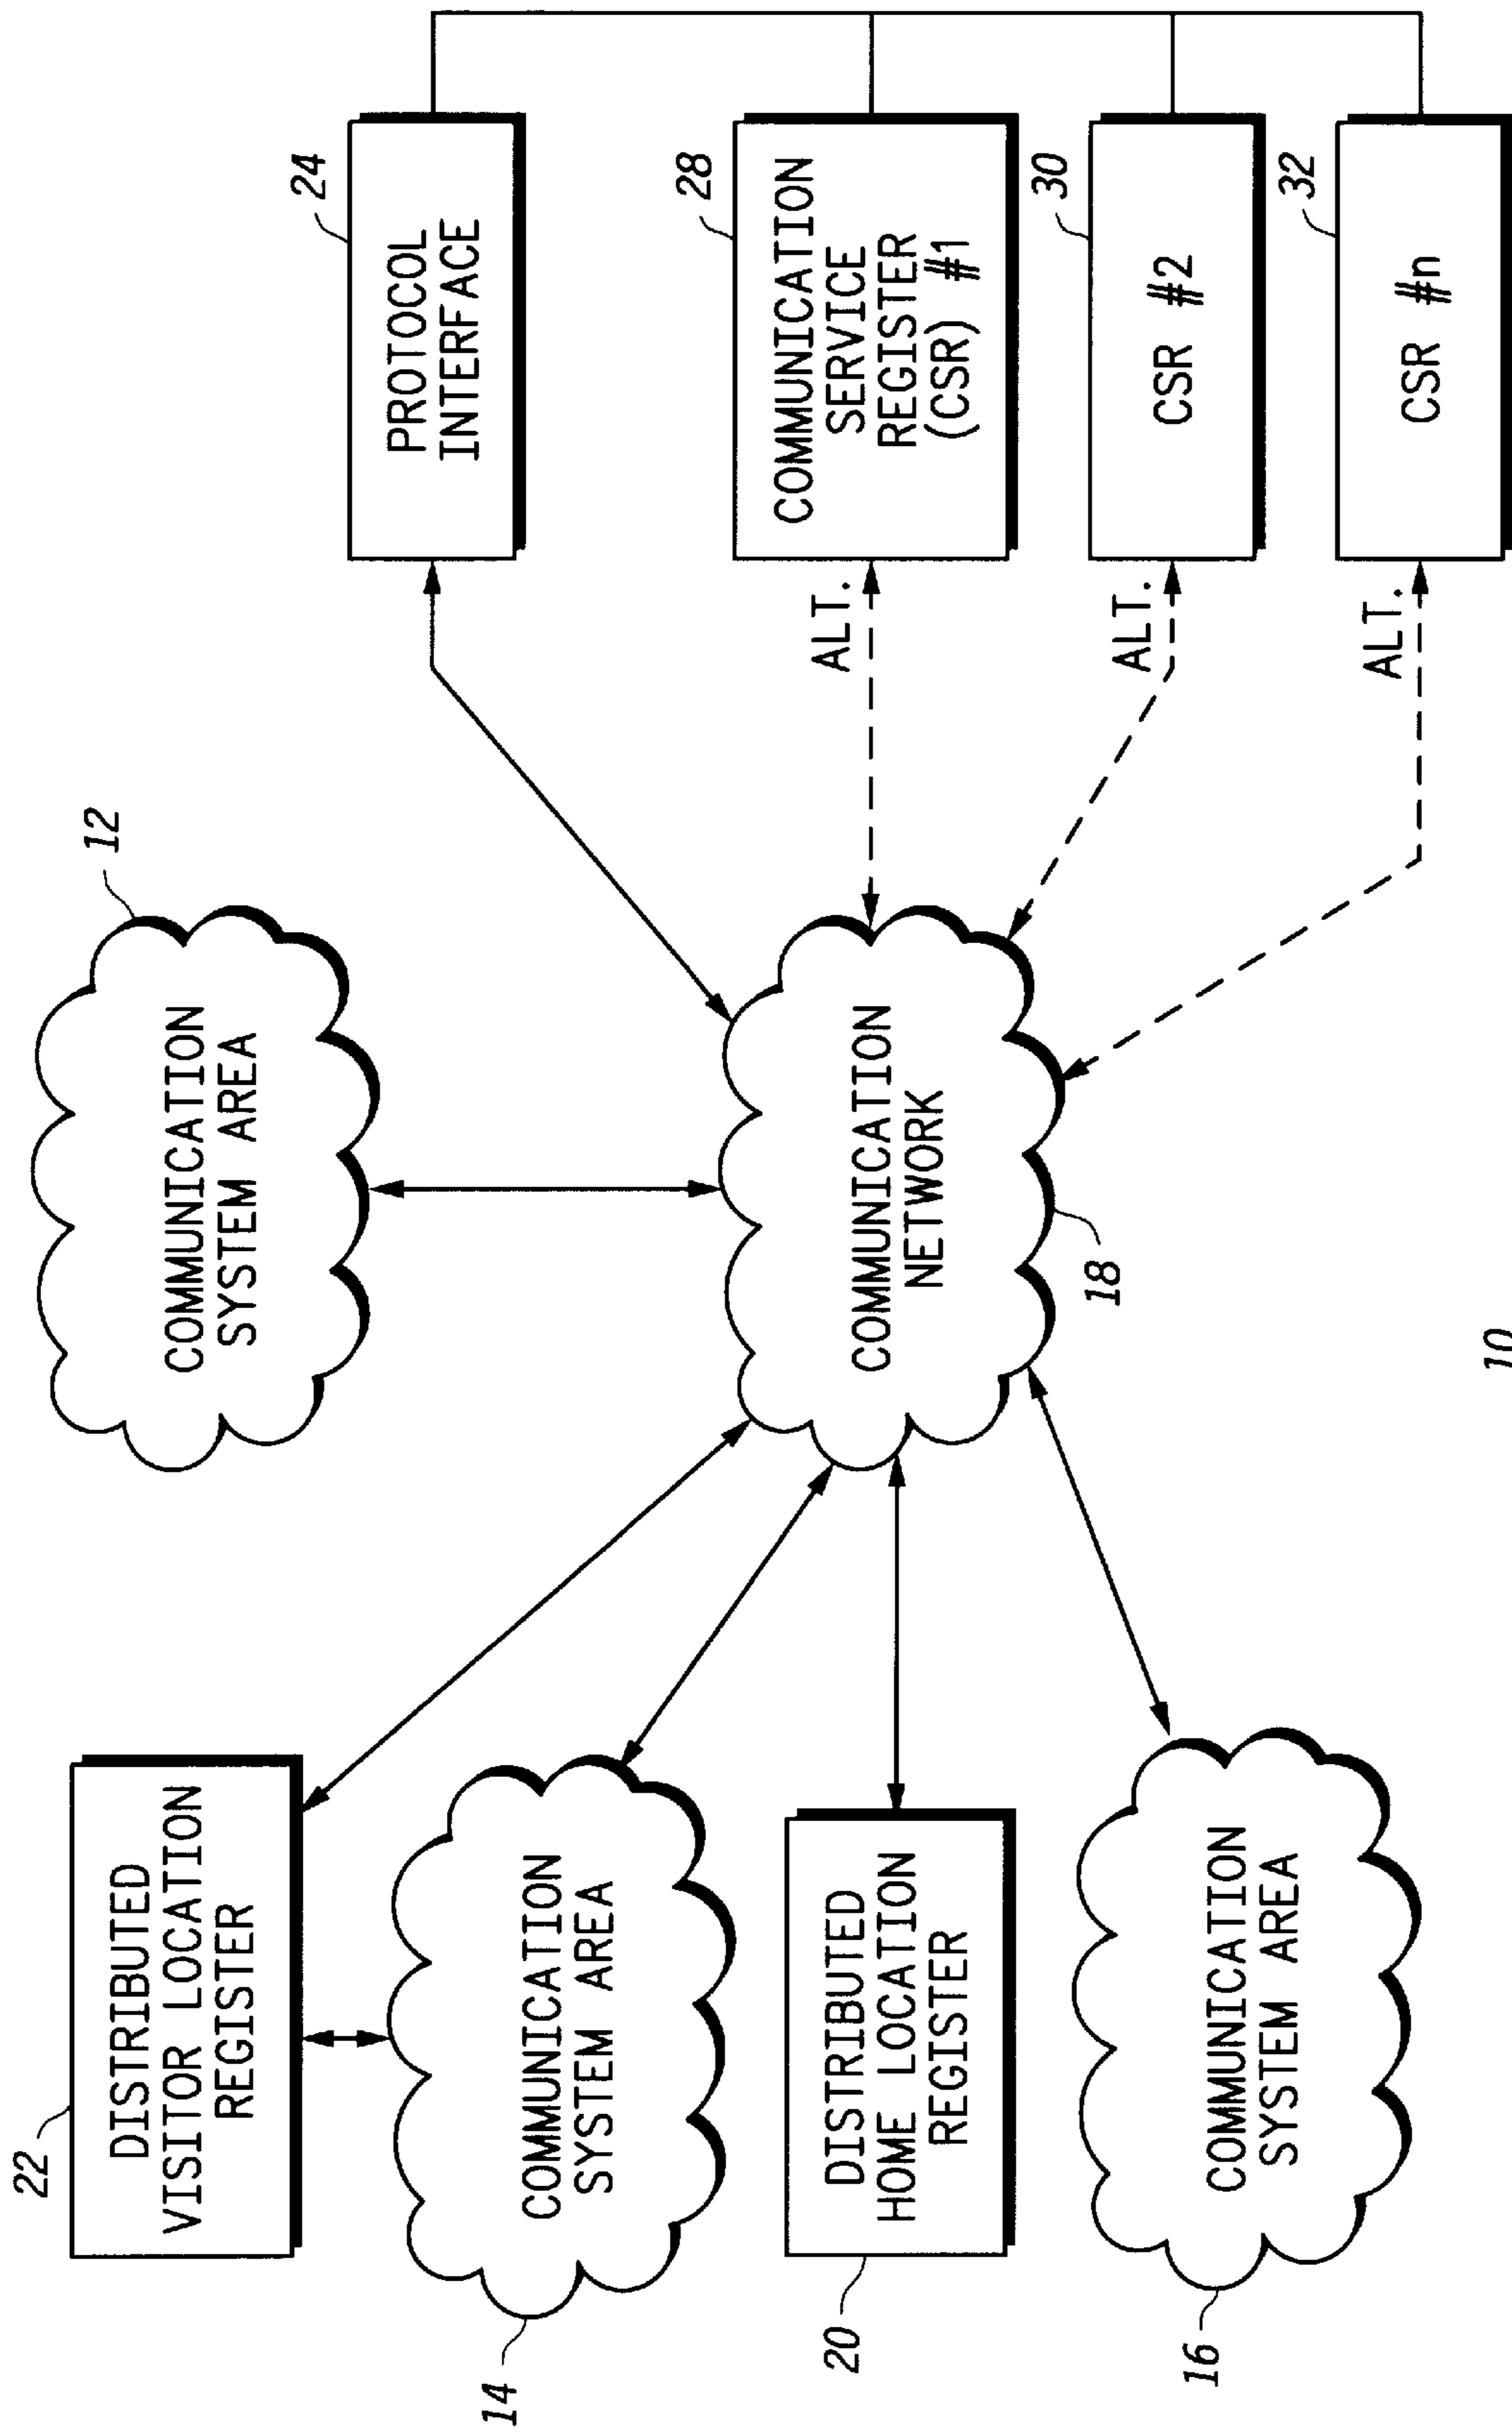 22
DISTRIBUTED
VISITOR LOCATION
REGISTER
14
COMMUNICATION
SYSTEM AREA
20
DISTRIBUTED
HOME LOCATION
REGISTER
16
COMMUNICATION
SYSTEM AREA
12
COMMUNICATION
SYSTEM AREA
COMMUNICATION
NETWORK
18
24
PROTOCOL
INTERFACE
28
COMMUNICATION
SERVICE
REGISTER
(CSR) #1
ALT.
30
CSR #2
ALT.
32
CSR #n
ALT.
10